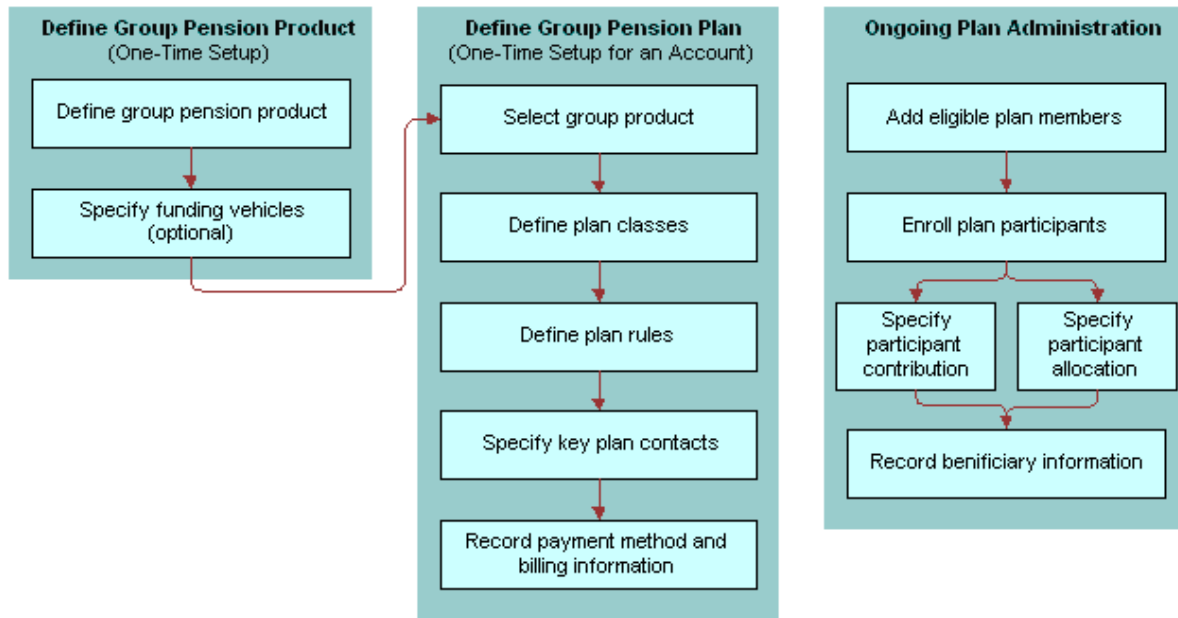 Define Group Pension Product
(One-Time Setup)
Define group pension product
Specify funding vehicles
(optional)
Define Group Pension Plan
(One-Time Setup for an Account)
Select group product
Define plan classes
Define plan rules
Specify key plan contacts
Record payment method and
billing information
Ongoing Plan Administration
Add eligible plan members
Enroll plan participants
Specify
participant
contribution
Specify
participant
allocation
Record benificiary information